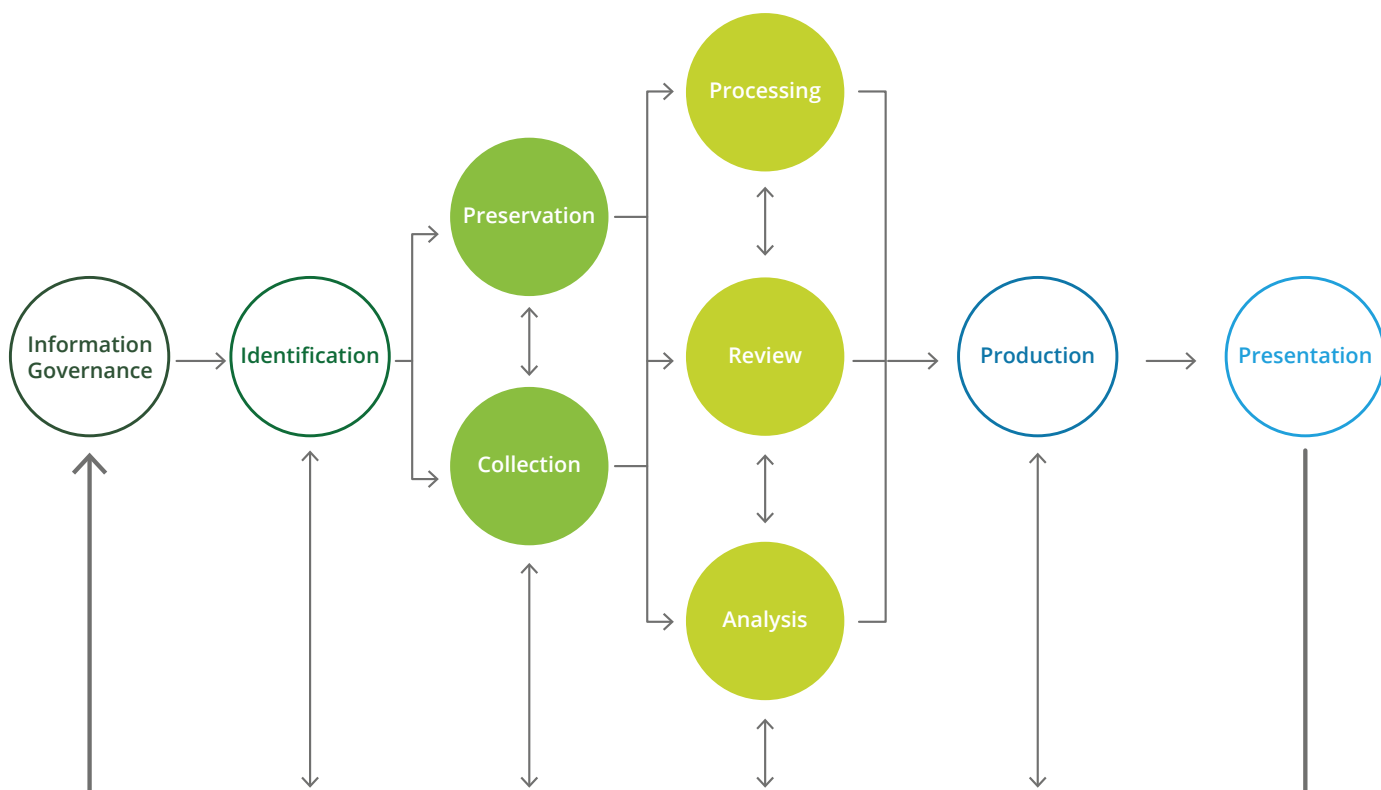 Information
Governance
Identification
Preservation
Collection
Processing
Review
Analysis
Production
Presentation